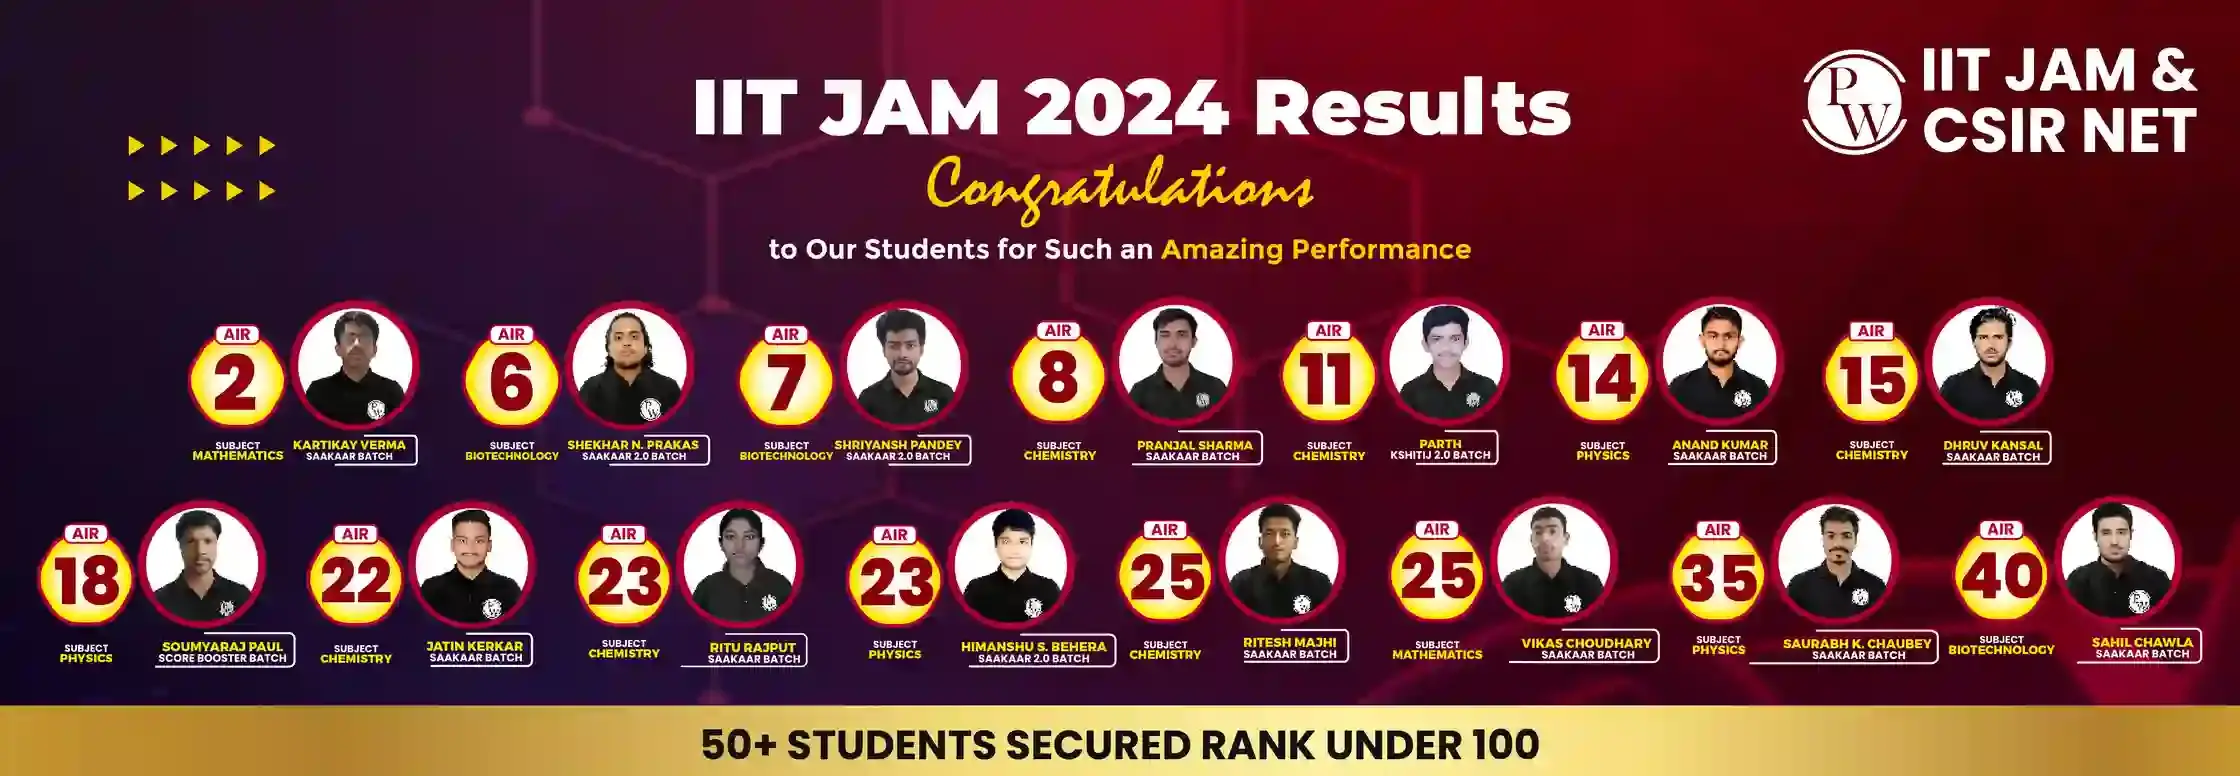 IIT JAM 2024 Results
Congratulations
to Our Students for Such an Amazing Performance
PW
IIT JAM &
CSIR NET
AIR
2
SUBJECT
MATHEMATICS
KARTIKAY VERMA
SAAKAAR BATCH
AIR
6
SUBJECT
BIOTECHNOLOGY
SHEKHAR N. PRAKAS
SAAKAAR 2.0 BATCH
AIR
7
SUBJECT
BIOTECHNOLOGY
SHRIYANSH PANDEY
SAAKAAR 2.0 BATCH
AIR
8
SUBJECT
CHEMISTRY
PRANJAL SHARMA
SAAKAAR BATCH
AIR
11
SUBJECT
CHEMISTRY
PARTH
KSHITIJ 2.0 BATCH
AIR
14
SUBJECT
PHYSICS
ANAND KUMAR
SAAKAAR BATCH
AIR
15
SUBJECT
CHEMISTRY
DHRUV KANSAL
SAAKAAR BATCH
AIR
18
SUBJECT
PHYSICS
SOUMYARAJ PAUL
SCORE BOOSTER BATCH
AIR
22
SUBJECT
CHEMISTRY
JATIN KERKAR
SAAKAAR BATCH
AIR
23
SUBJECT
CHEMISTRY
RITU RAJPUT
SAAKAAR BATCH
AIR
23
SUBJECT
PHYSICS
HIMANSHU S. BEHERA
SAAKAAR 2.0 BATCH
AIR
25
SUBJECT
CHEMISTRY
RITESH MAJHI
SAAKAAR BATCH
AIR
25
SUBJECT
MATHEMATICS
VIKAS CHOUDHARY
SAAKAAR BATCH
AIR
35
SUBJECT
PHYSICS
SAURABH K. CHAUBEY
SAAKAAR BATCH
AIR
40
SUBJECT
BIOTECHNOLOGY
SAHIL CHAWLA
SAAKAAR BATCH
50+ STUDENTS SECURED RANK UNDER 100